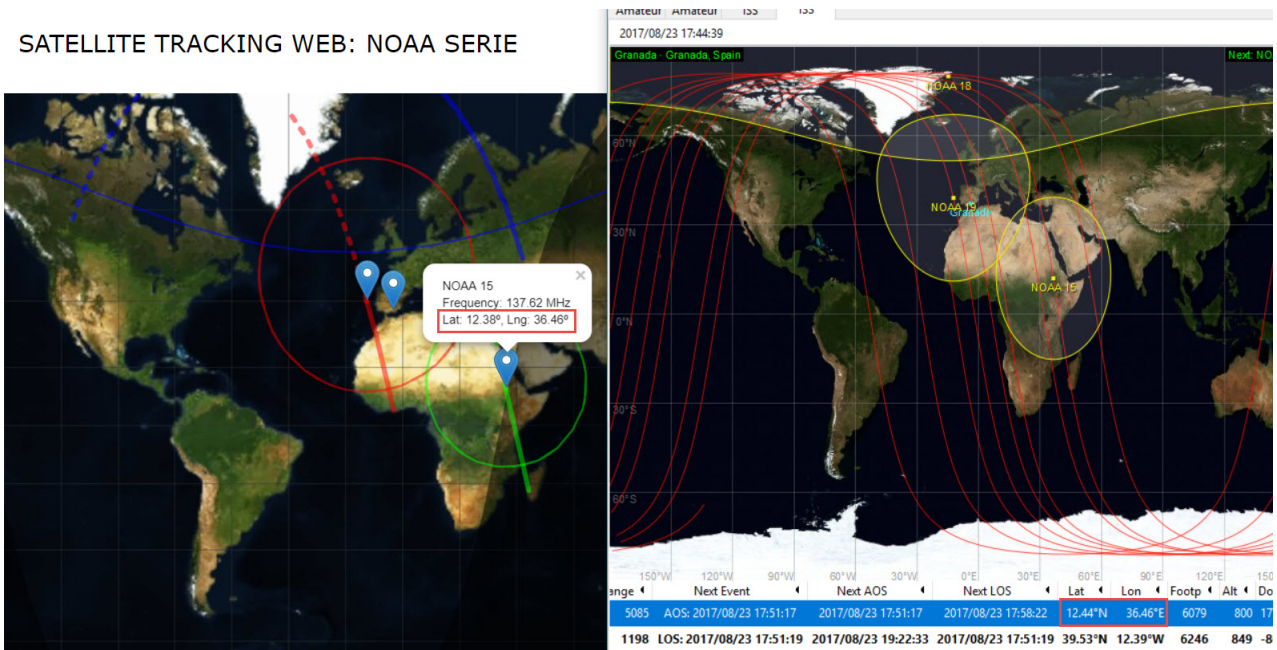 SATELLITE TRACKING WEB: NOAA SERIE
NOAA 15
Frequency: 137.62 MHz
Lat: 12.38º, Lng: 36.46º
×
Amateur Amateur ISS ISS
2017/08/23 17:44:39
Granada - Granada, Spain Next: NO
NOAA 18
60°N
NOAA 19
Granada
30°N
NOAA 15
0°N
30°S
60°S
150°W 120°W 90°W 60°W 30°W 0°E 30°E 60°E 90°E 120°E 150
ange Next Event Next AOS Next LOS Lat Lon Footp Alt Do
5085 AOS: 2017/08/23 17:51:17 2017/08/23 17:51:17 2017/08/23 17:58:22 12.44°N 36.46°E 6079 800 17
1198 LOS: 2017/08/23 17:51:19 2017/08/23 19:22:33 2017/08/23 17:51:19 39.53°N 12.39°W 6246 849 -8